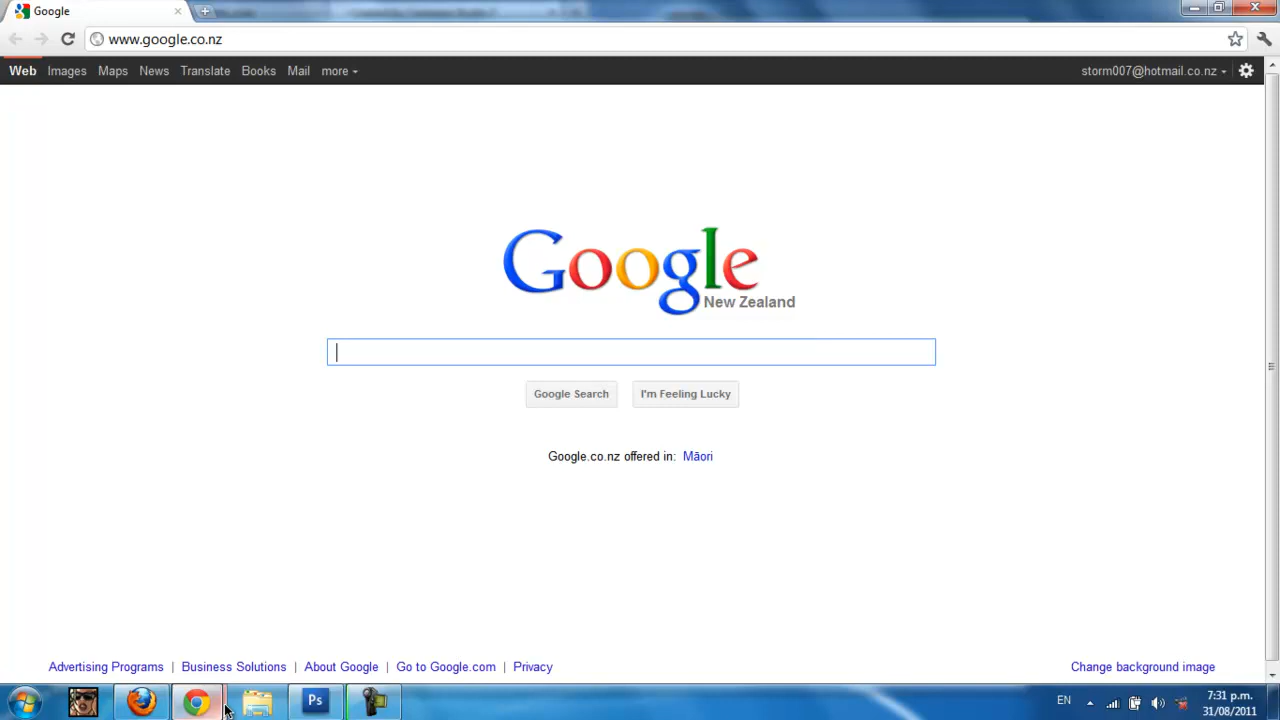 Google
www.google.co.nz
Web Images Maps News Translate Books Mail more
storm007@hotmail.co.nz
Google
New Zealand
Google Search I'm Feeling Lucky
Google.co.nz offered in: Māori
Advertising Programs | Business Solutions | About Google | Go to Google.com | Privacy
Change background image
Ps
EN
7:31 p.m.
31/08/2011